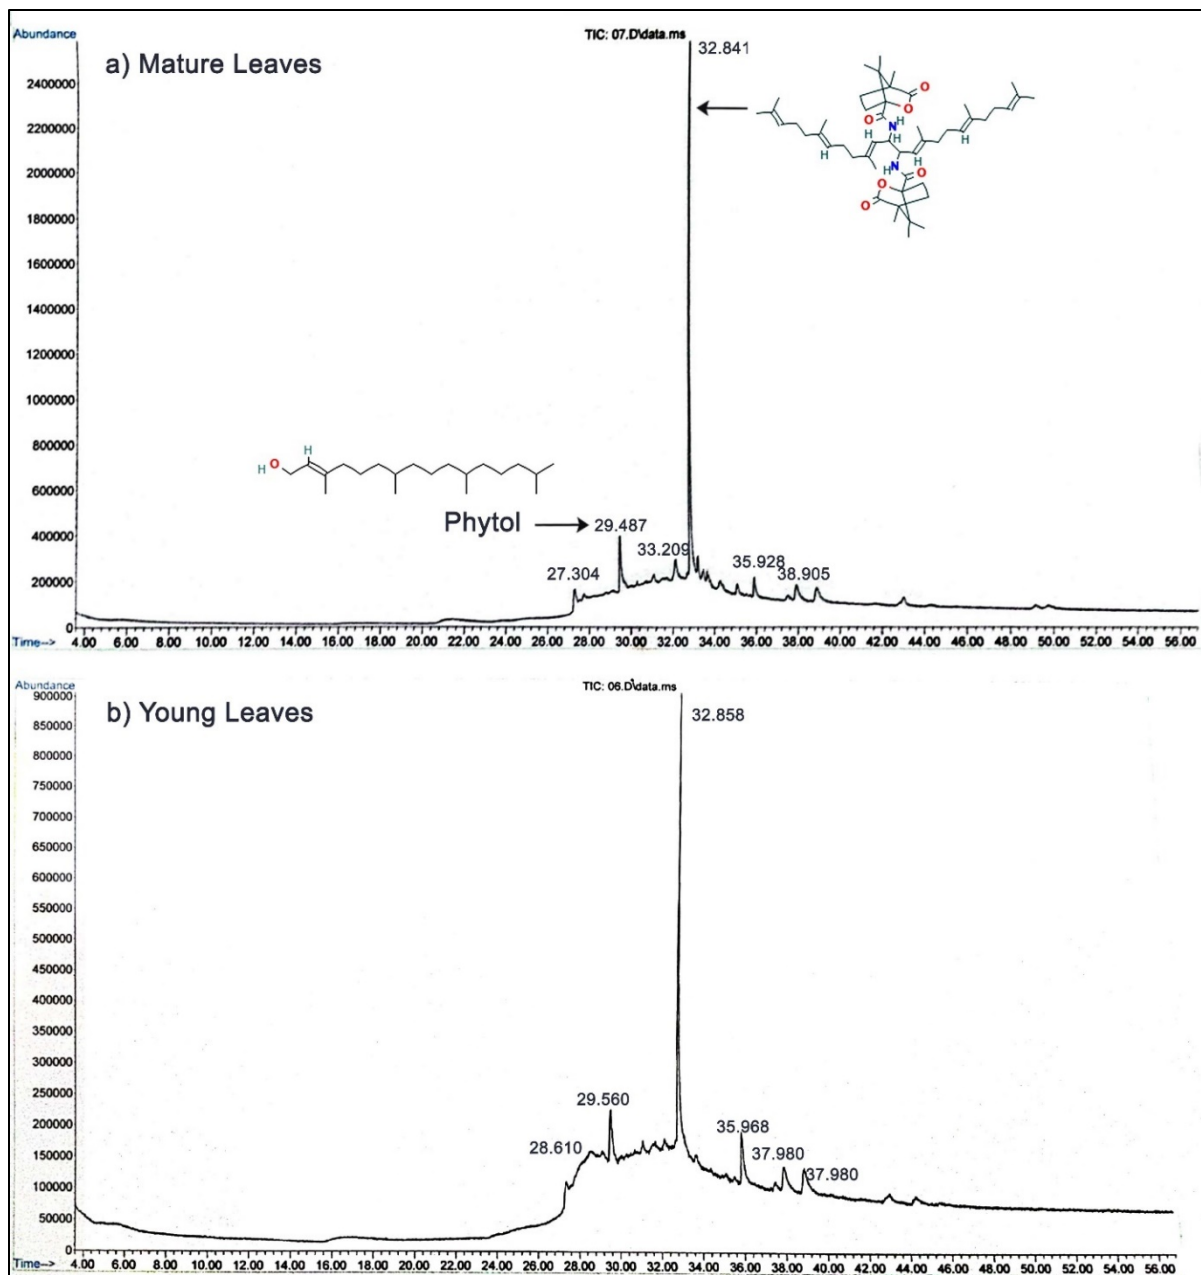 Abundance
TIC: 07.D\data.ms
a) Mature Leaves
32.841
2400000
2200000
2000000
1800000
1600000
1400000
1200000
1000000
800000
600000
400000
200000
0
O
O
O
N
H
H
H
H
H
N
H
O
O
O
H
H O
H
Phytol
29.487
27.304
33.209
35.928
38.905
Time--> 4.00 6.00 8.00 10.00 12.00 14.00 16.00 18.00 20.00 22.00 24.00 26.00 28.00 30.00 32.00 34.00 36.00 38.00 40.00 42.00 44.00 46.00 48.00 50.00 52.00 54.00 56.00
Abundance
TIC: 06.D\data.ms
b) Young Leaves
32.858
900000
850000
800000
750000
700000
650000
600000
550000
500000
450000
400000
350000
300000
250000
200000
150000
100000
50000
0
28.610
29.560
35.968
37.980
37.980
Time--> 4.00 6.00 8.00 10.00 12.00 14.00 16.00 18.00 20.00 22.00 24.00 26.00 28.00 30.00 32.00 34.00 36.00 38.00 40.00 42.00 44.00 46.00 48.00 50.00 52.00 54.00 56.00